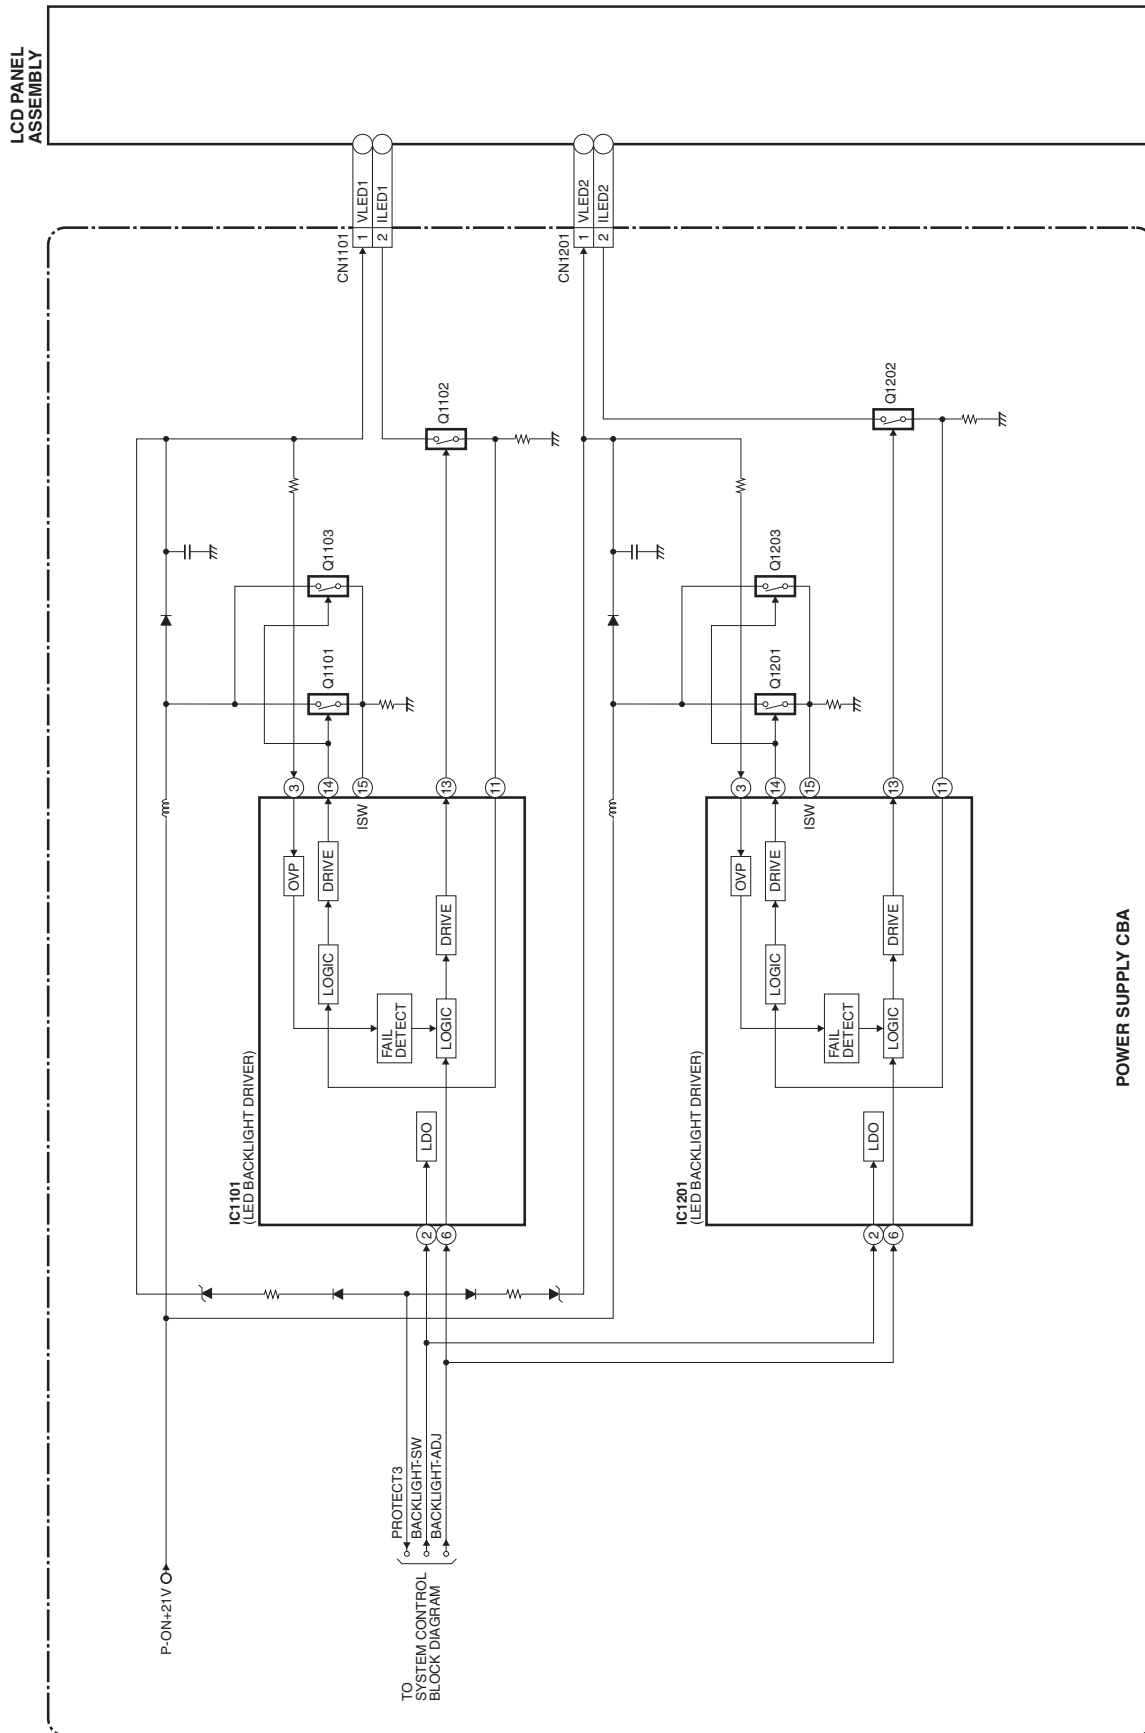 LCD PANEL
ASSEMBLY
CN1101
1 VLED1
2 ILED1
CN1201
1 VLED2
2 ILED2
Q1102
Q1202
Q1103
Q1203
Q1101
Q1201
3
14
15
13
11
ISW
OVP
DRIVE
LOGIC
FAIL
DETECT
LOGIC
DRIVE
LDO
2
6
IC1101
(LED BACKLIGHT DRIVER)
3
14
15
13
11
ISW
OVP
DRIVE
LOGIC
FAIL
DETECT
LOGIC
DRIVE
LDO
2
6
IC1201
(LED BACKLIGHT DRIVER)
P-ON+21V
PROTECT3
BACKLIGHT-SW
BACKLIGHT-ADJ
TO
SYSTEM CONTROL
BLOCK DIAGRAM
POWER SUPPLY CBA